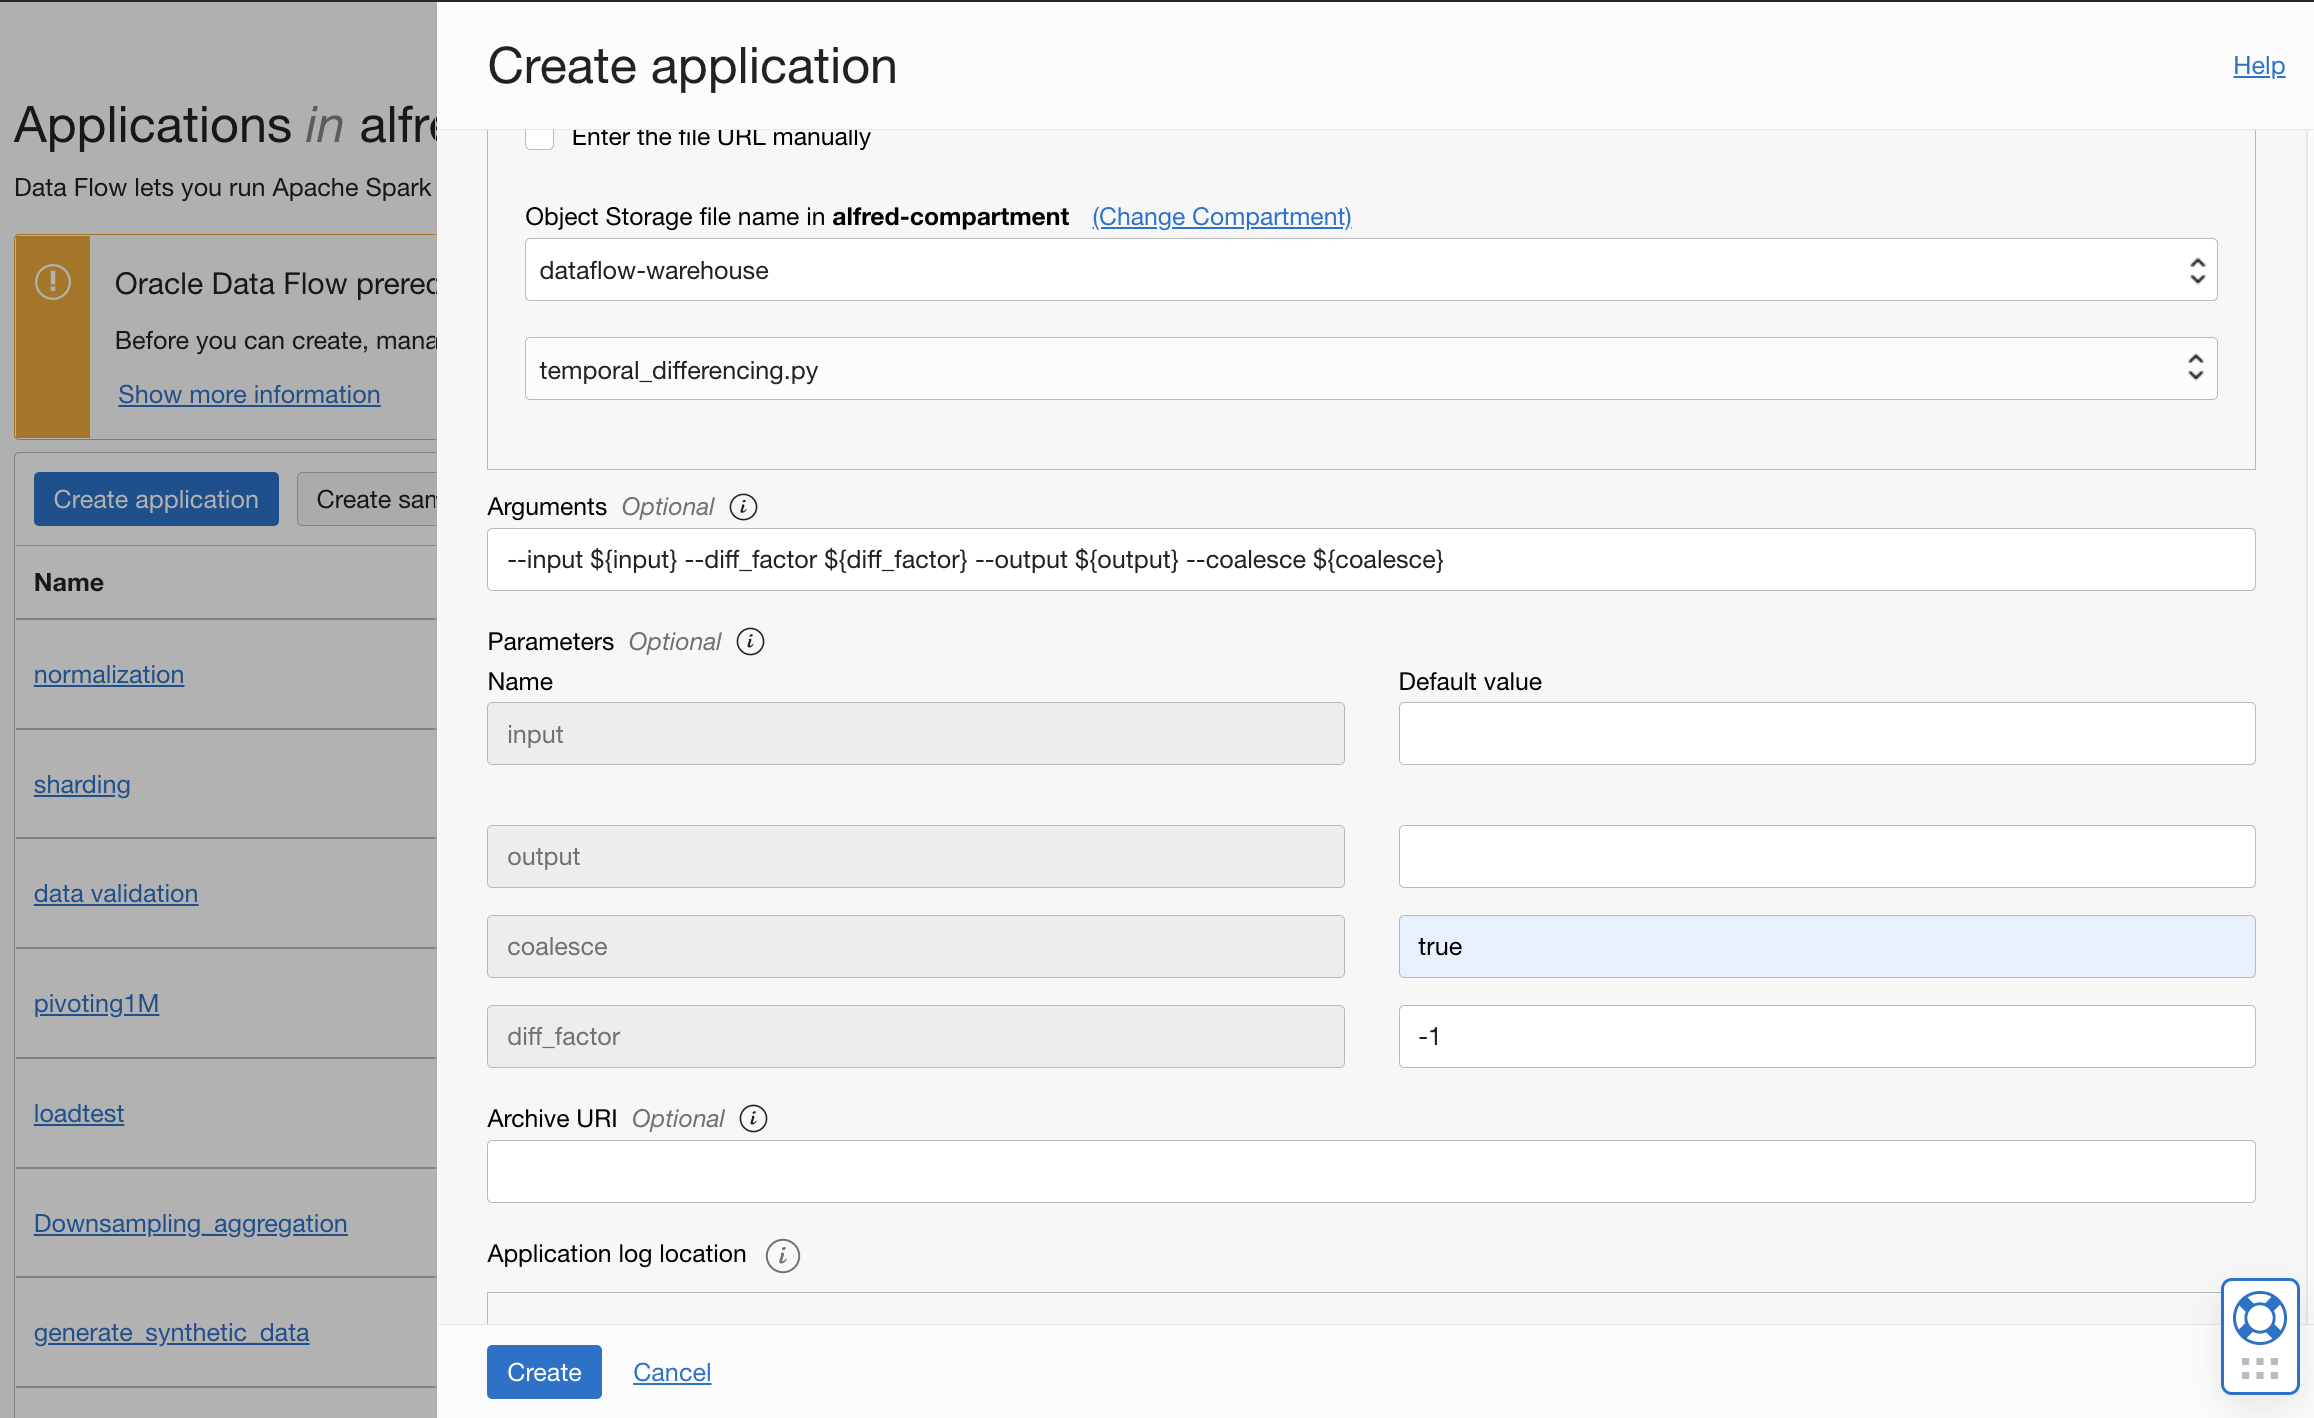 Create application
Help
Applications in alfre
Data Flow lets you run Apache Spark
Oracle Data Flow prerec
Before you can create, mana
Show more information
Create application
Create san
Name
normalization
sharding
data validation
pivoting1M
loadtest
Downsampling_aggregation
generate_synthetic_data
Enter the file URL manually
Object Storage file name in alfred-compartment (Change Compartment)
dataflow-warehouse
temporal_differencing.py
Arguments Optional
--input ${input} --diff_factor ${diff_factor} --output ${output} --coalesce ${coalesce}
Parameters Optional
Name Default value
input
output
coalesce true
diff_factor -1
Archive URI Optional
Application log location
Create Cancel